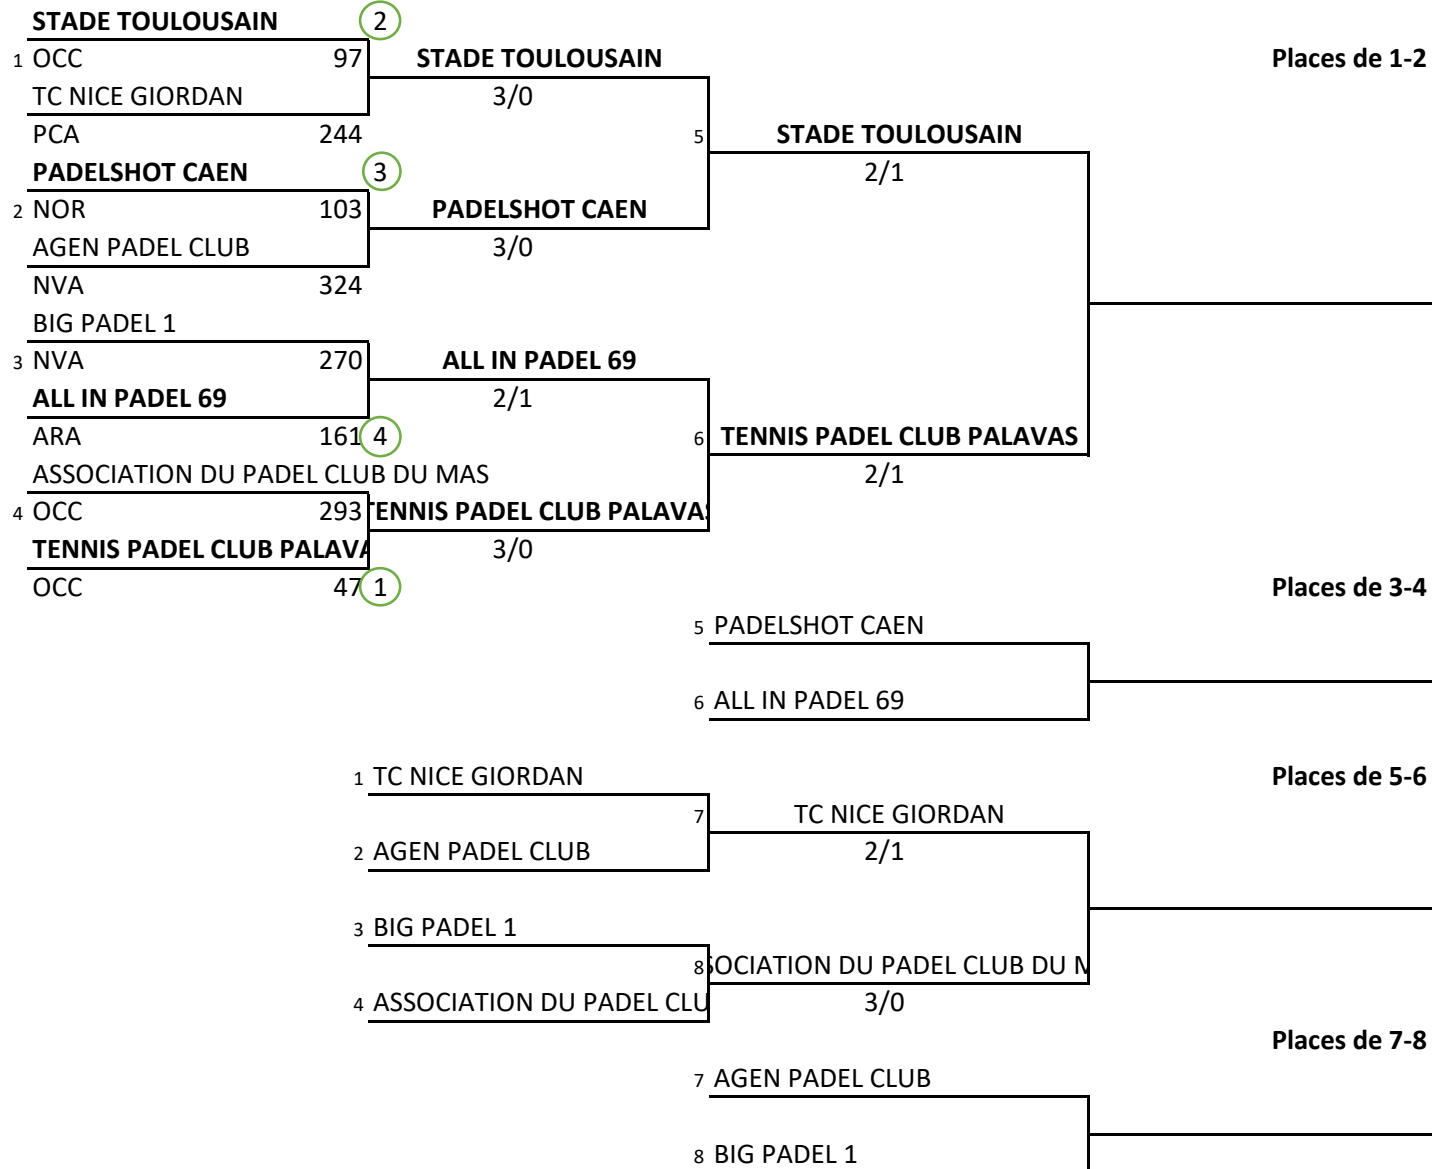 STADE TOULOUSAIN 2
1 OCC 97 STADE TOULOUSAIN Places de 1-2
TC NICE GIORDAN 3/0
PCA 244 5 STADE TOULOUSAIN
PADELSHOT CAEN 3 2/1
2 NOR 103 PADELSHOT CAEN
AGEN PADEL CLUB 3/0
NVA 324
BIG PADEL 1
3 NVA 270 ALL IN PADEL 69
ALL IN PADEL 69 2/1
ARA 161 4 6 TENNIS PADEL CLUB PALAVAS
ASSOCIATION DU PADEL CLUB DU MAS 2/1
4 OCC 293 TENNIS PADEL CLUB PALAVAS
TENNIS PADEL CLUB PALAVA 3/0
OCC 47 1 Places de 3-4
5 PADELSHOT CAEN
6 ALL IN PADEL 69
1 TC NICE GIORDAN Places de 5-6
7 TC NICE GIORDAN
2 AGEN PADEL CLUB 2/1
3 BIG PADEL 1
8 SOCIATION DU PADEL CLUB DU M
4 ASSOCIATION DU PADEL CLU 3/0
Places de 7-8
7 AGEN PADEL CLUB
8 BIG PADEL 1